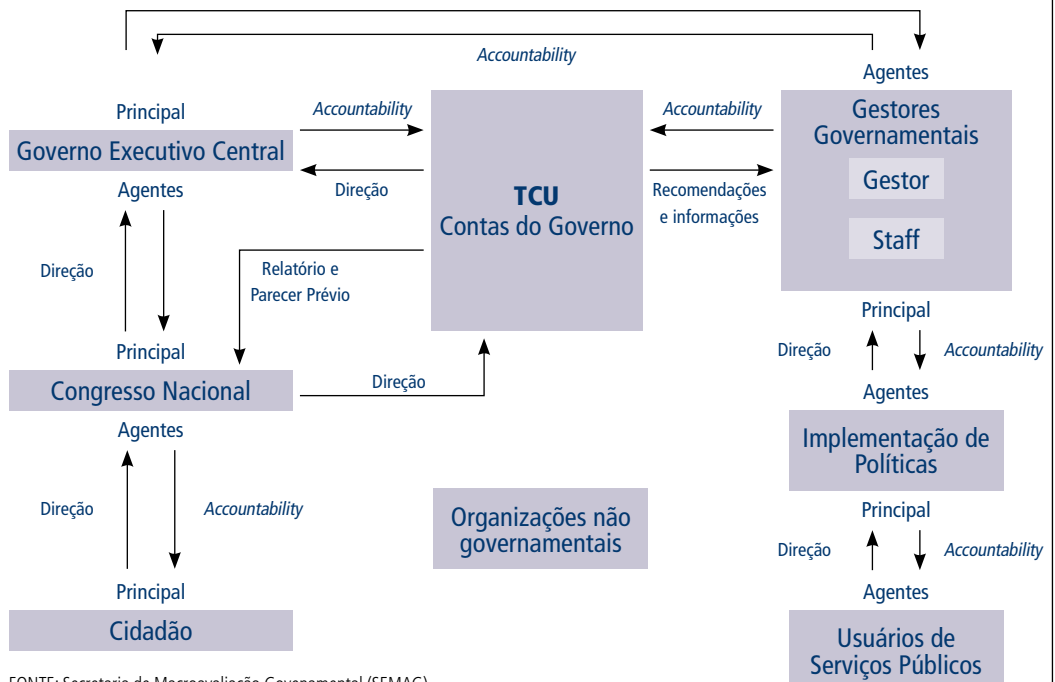 Accountability
Agentes
Principal
Governo Executivo Central
Agentes
Accountability
Direção
TCU
Contas do Governo
Accountability
Recomendações
e informações
Gestores
Governamentais
Gestor
Staff
Direção
Relatório e
Parecer Prévio
Principal
Congresso Nacional
Agentes
Direção
Principal
Direção
Accountability
Agentes
Implementação de
Políticas
Direção
Accountability
Organizações não
governamentais
Principal
Direção
Accountability
Principal
Cidadão
Agentes
Usuários de
Serviços Públicos